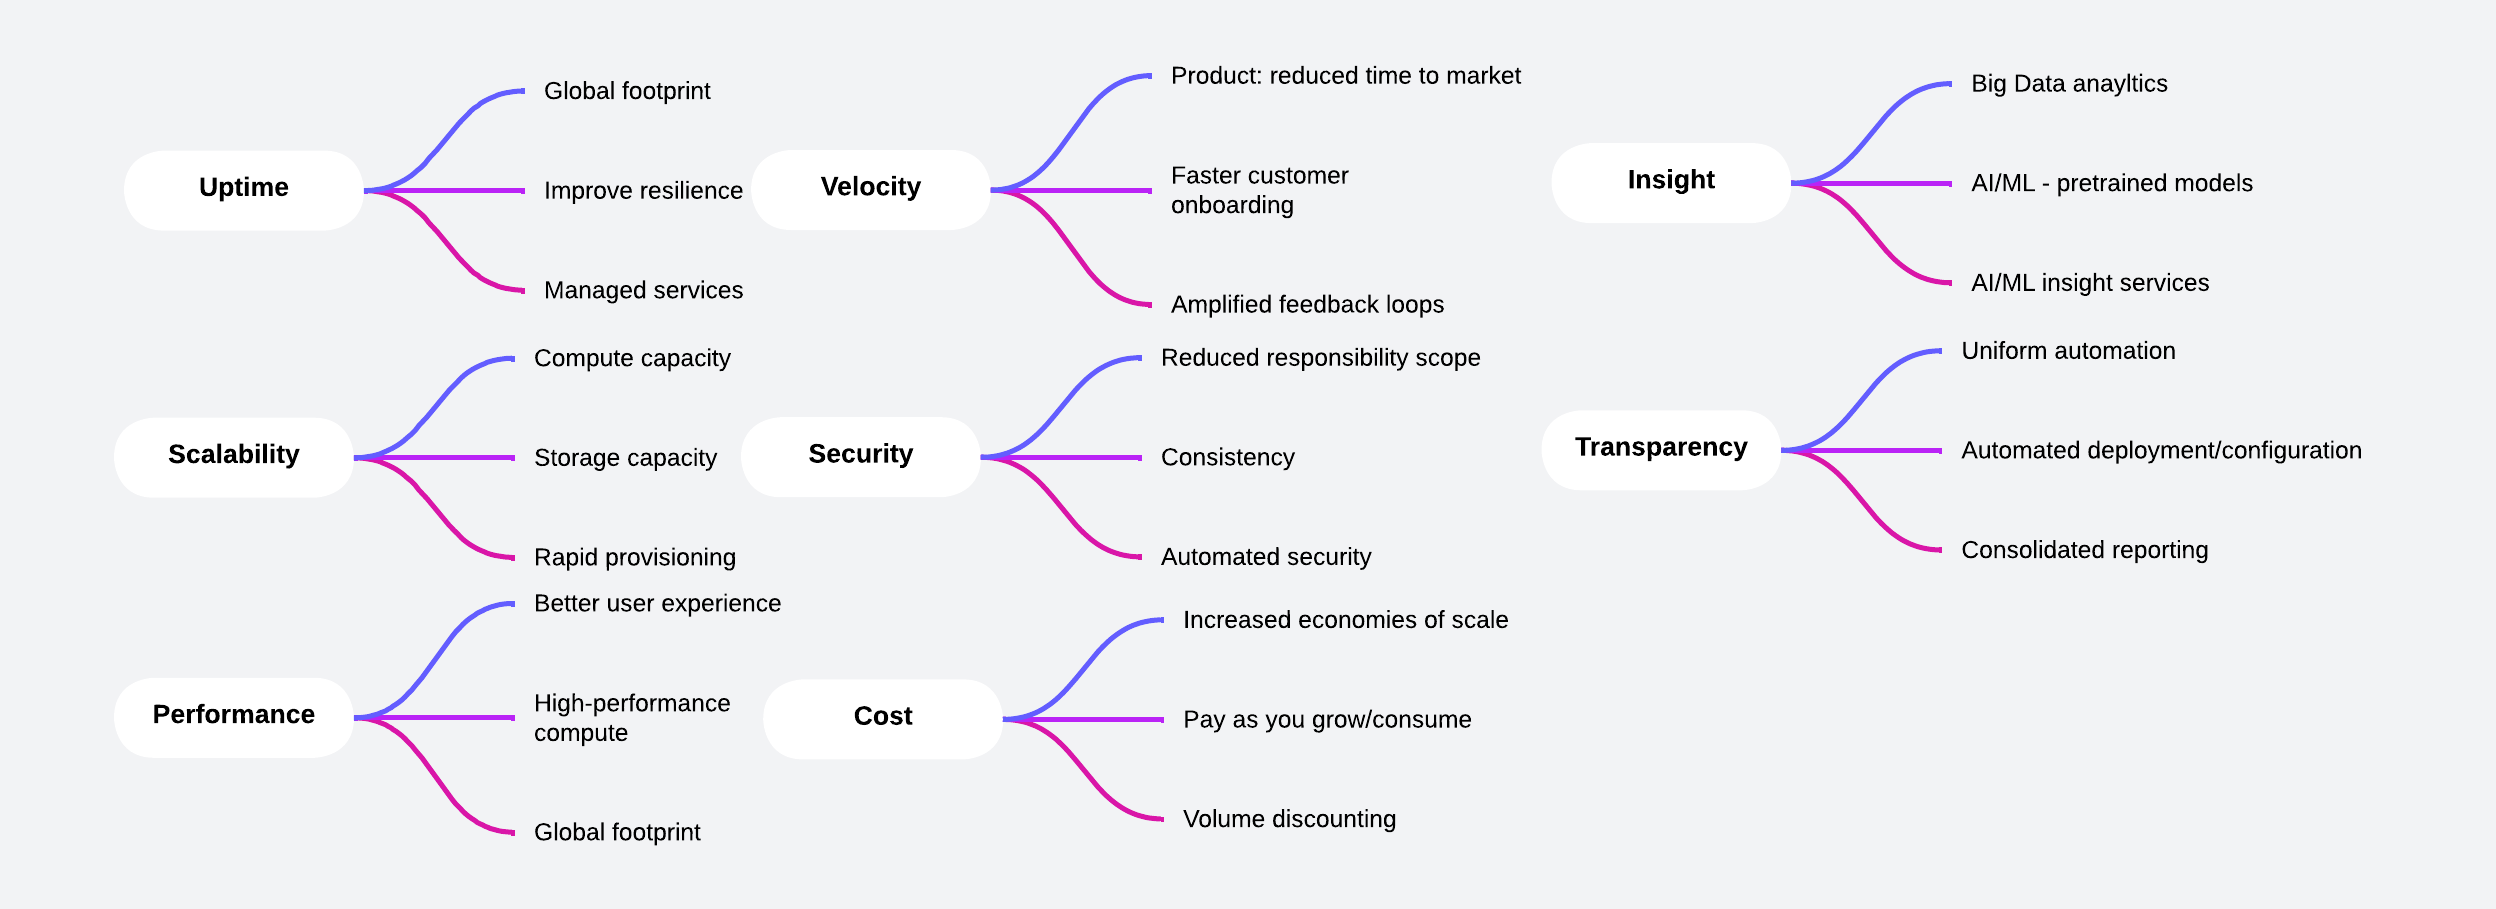 Uptime
Global footprint
Improve resilience
Managed services
Velocity
Product: reduced time to market
Faster customer
onboarding
Amplified feedback loops
Insight
Big Data anayltics
AI/ML - pretrained models
AI/ML insight services
Scalability
Compute capacity
Storage capacity
Rapid provisioning
Security
Reduced responsibility scope
Consistency
Automated security
Transparency
Uniform automation
Automated deployment/configuration
Consolidated reporting
Performance
Better user experience
High-performance
compute
Global footprint
Cost
Increased economies of scale
Pay as you grow/consume
Volume discounting